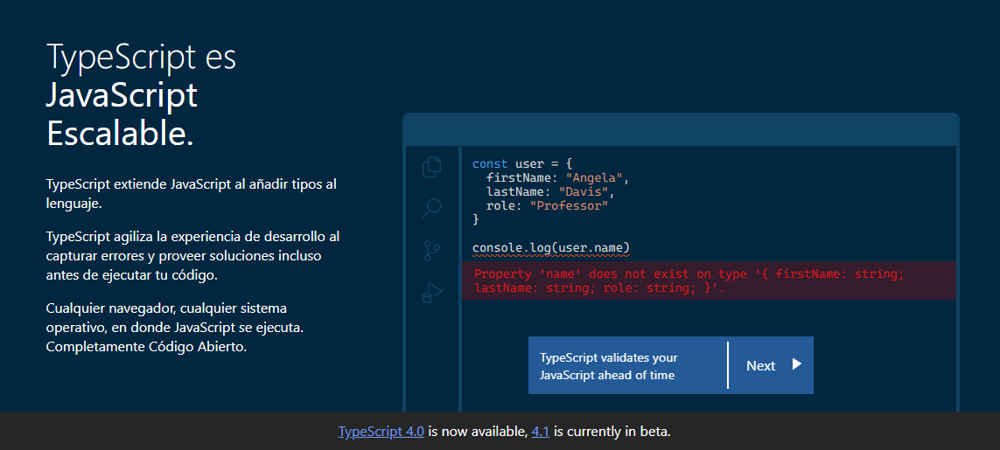 TypeScript es
JavaScript
Escalable.
TypeScript extiende JavaScript al añadir tipos al
lenguaje.
TypeScript agiliza la experiencia de desarrollo al
capturar errores y proveer soluciones incluso
antes de ejecutar tu código.
Cualquier navegador, cualquier sistema
operativo, en donde JavaScript se ejecuta.
Completamente Código Abierto.
const user = {
  firstName: "Angela",
  lastName: "Davis",
  role: "Professor"
}
console.log(user.name)
Property 'name' does not exist on type '{ firstName: string;
lastName: string; role: string; }'.
TypeScript validates your
JavaScript ahead of time
Next
TypeScript 4.0 is now available, 4.1 is currently in beta.